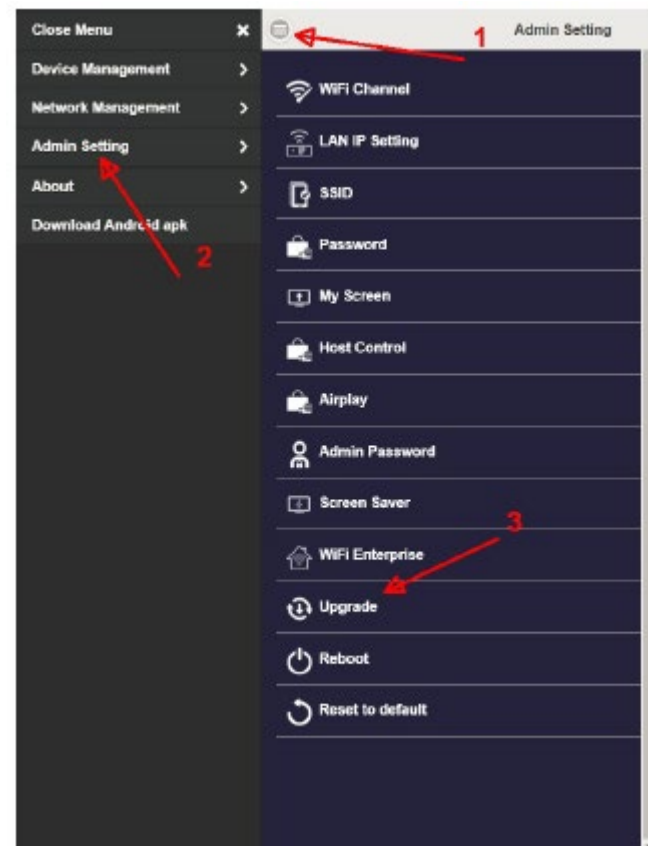 Close Menu
Device Management
Network Management
Admin Setting
About
Download Android apk
2
1
Admin Setting
WiFi Channel
LAN IP Setting
SSID
Password
My Screen
Host Control
Airplay
Admin Password
Screen Saver
3
WiFi Enterprise
Upgrade
Reboot
Reset to default